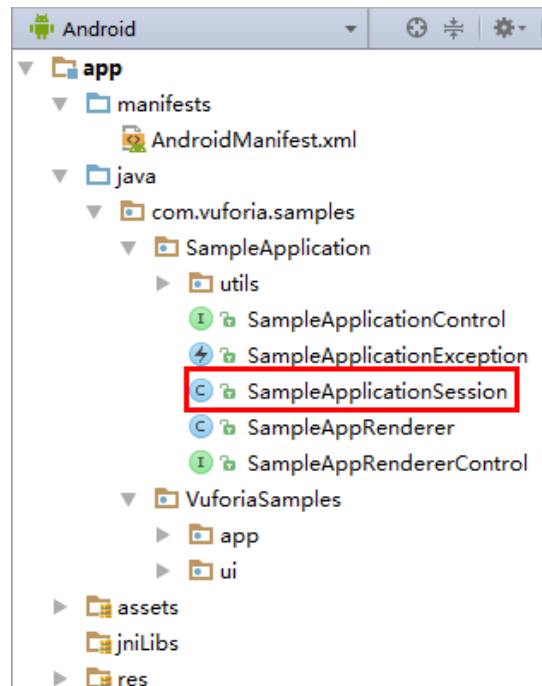 Android
app
manifests
AndroidManifest.xml
java
com.vuforia.samples
SampleApplication
utils
SampleApplicationControl
SampleApplicationException
SampleApplicationSession
SampleAppRenderer
SampleAppRendererControl
VuforiaSamples
app
ui
assets
jniLibs
res